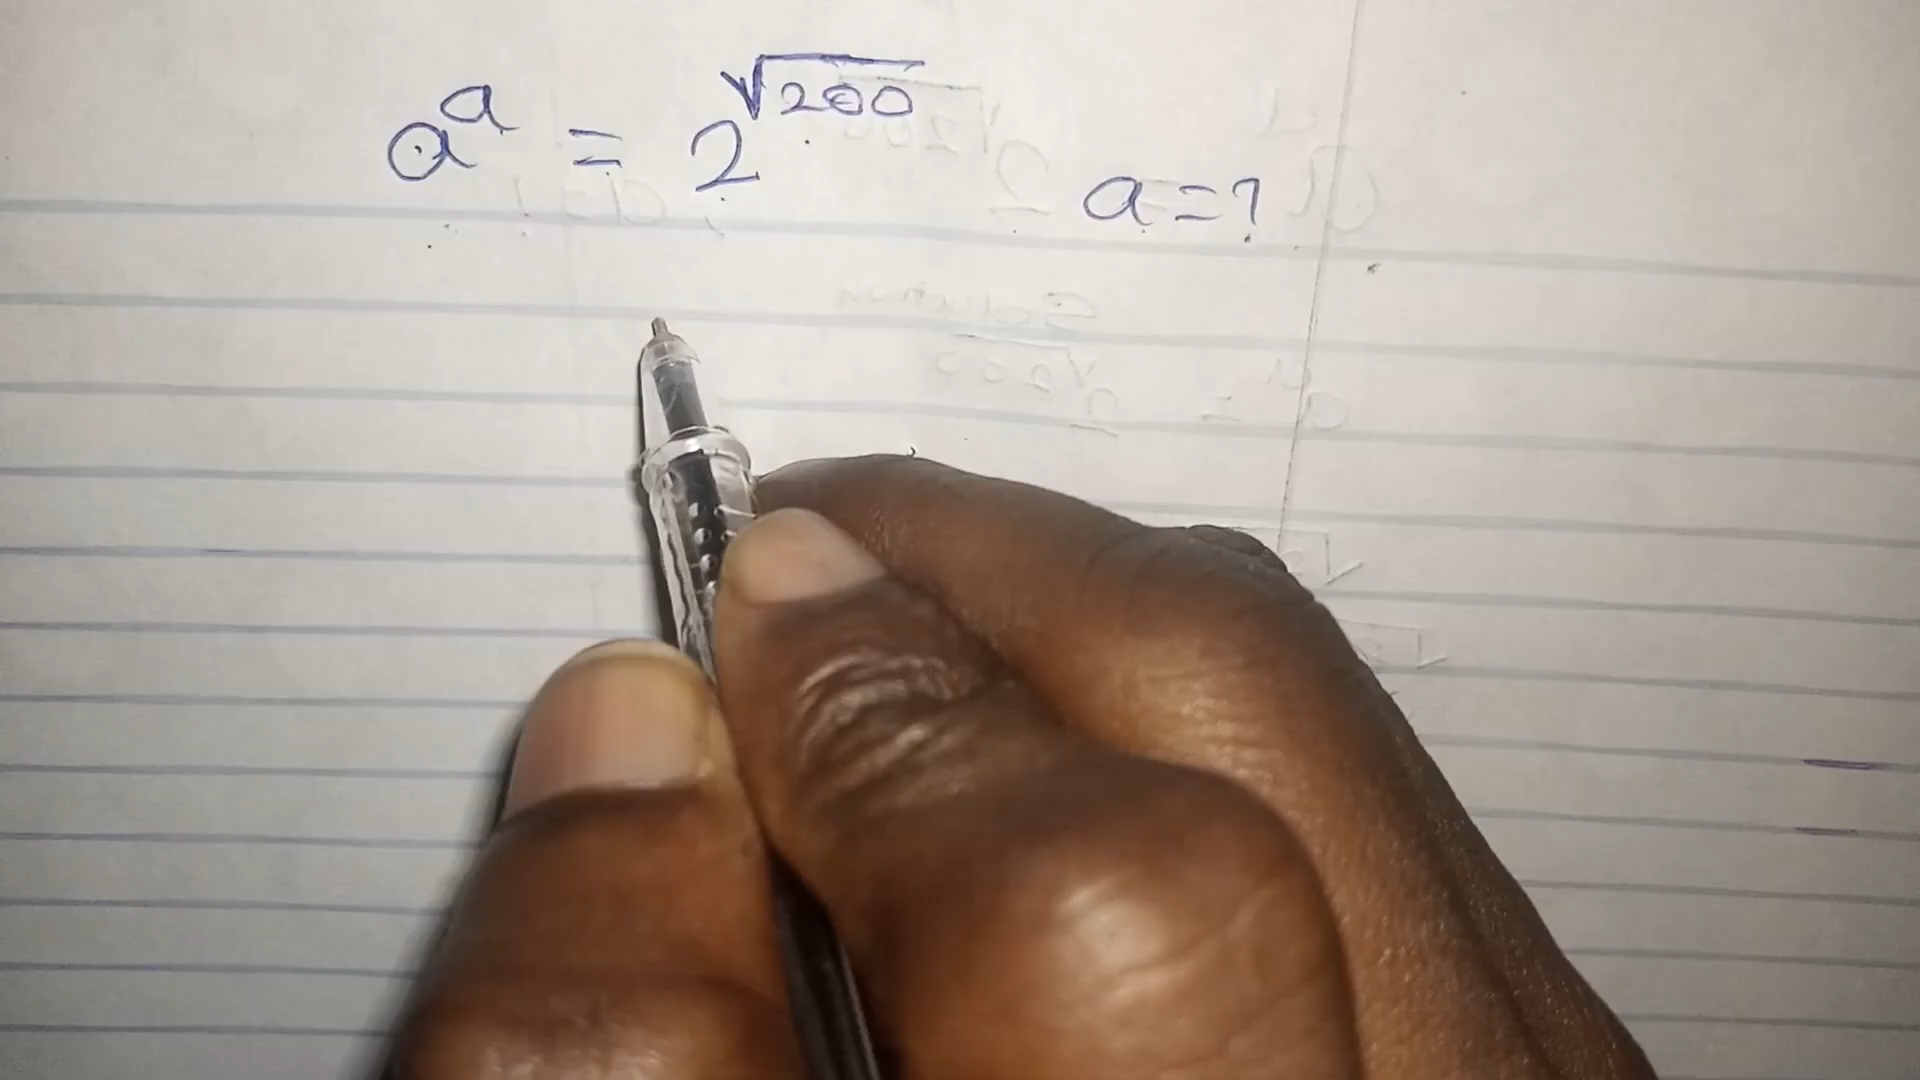 a^a = 2^√200
a = ?